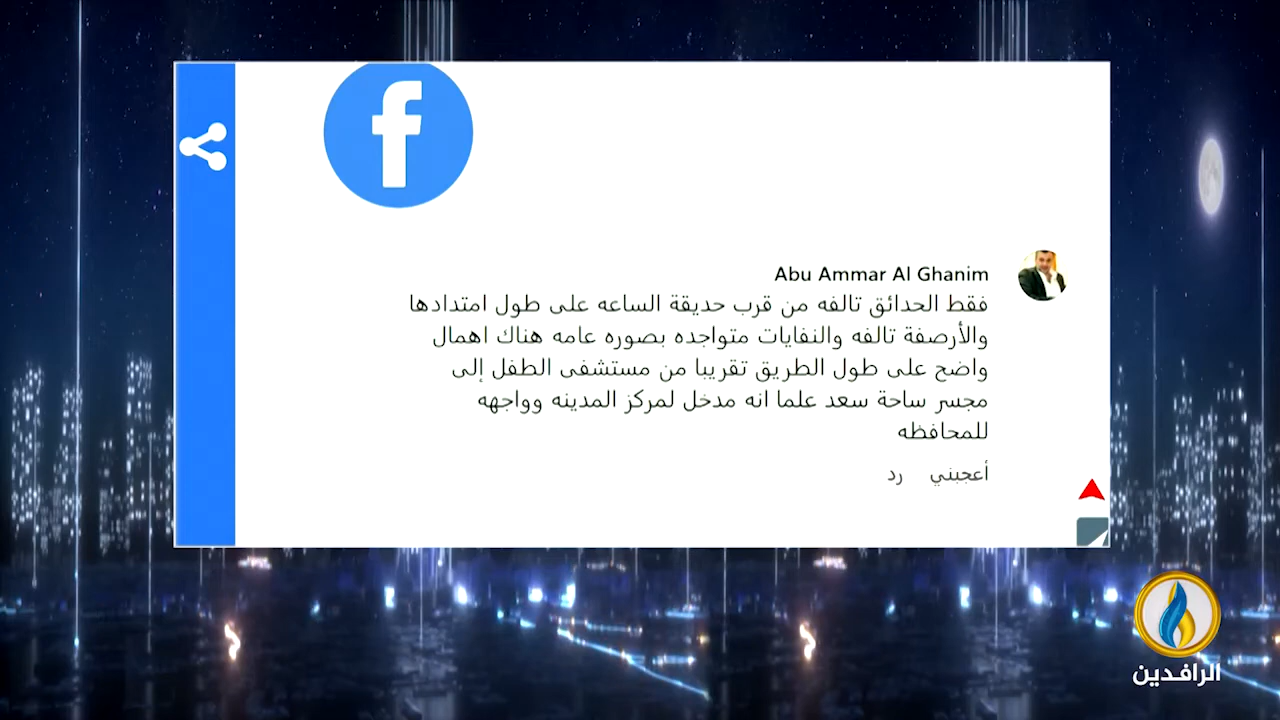 f
Abu Ammar Al Ghanim
فقط الحدائق تالفه من قرب حديقة الساعه على طول امتدادها
والأرصفة تالفه والنفايات متواجده بصوره عامه هناك اهمال
واضح على طول الطريق تقريبا من مستشفى الطفل إلى
مجسر ساحة سعد علما انه مدخل لمركز المدينه وواجهه
للمحافظه
أعجبني رد
الرافدين